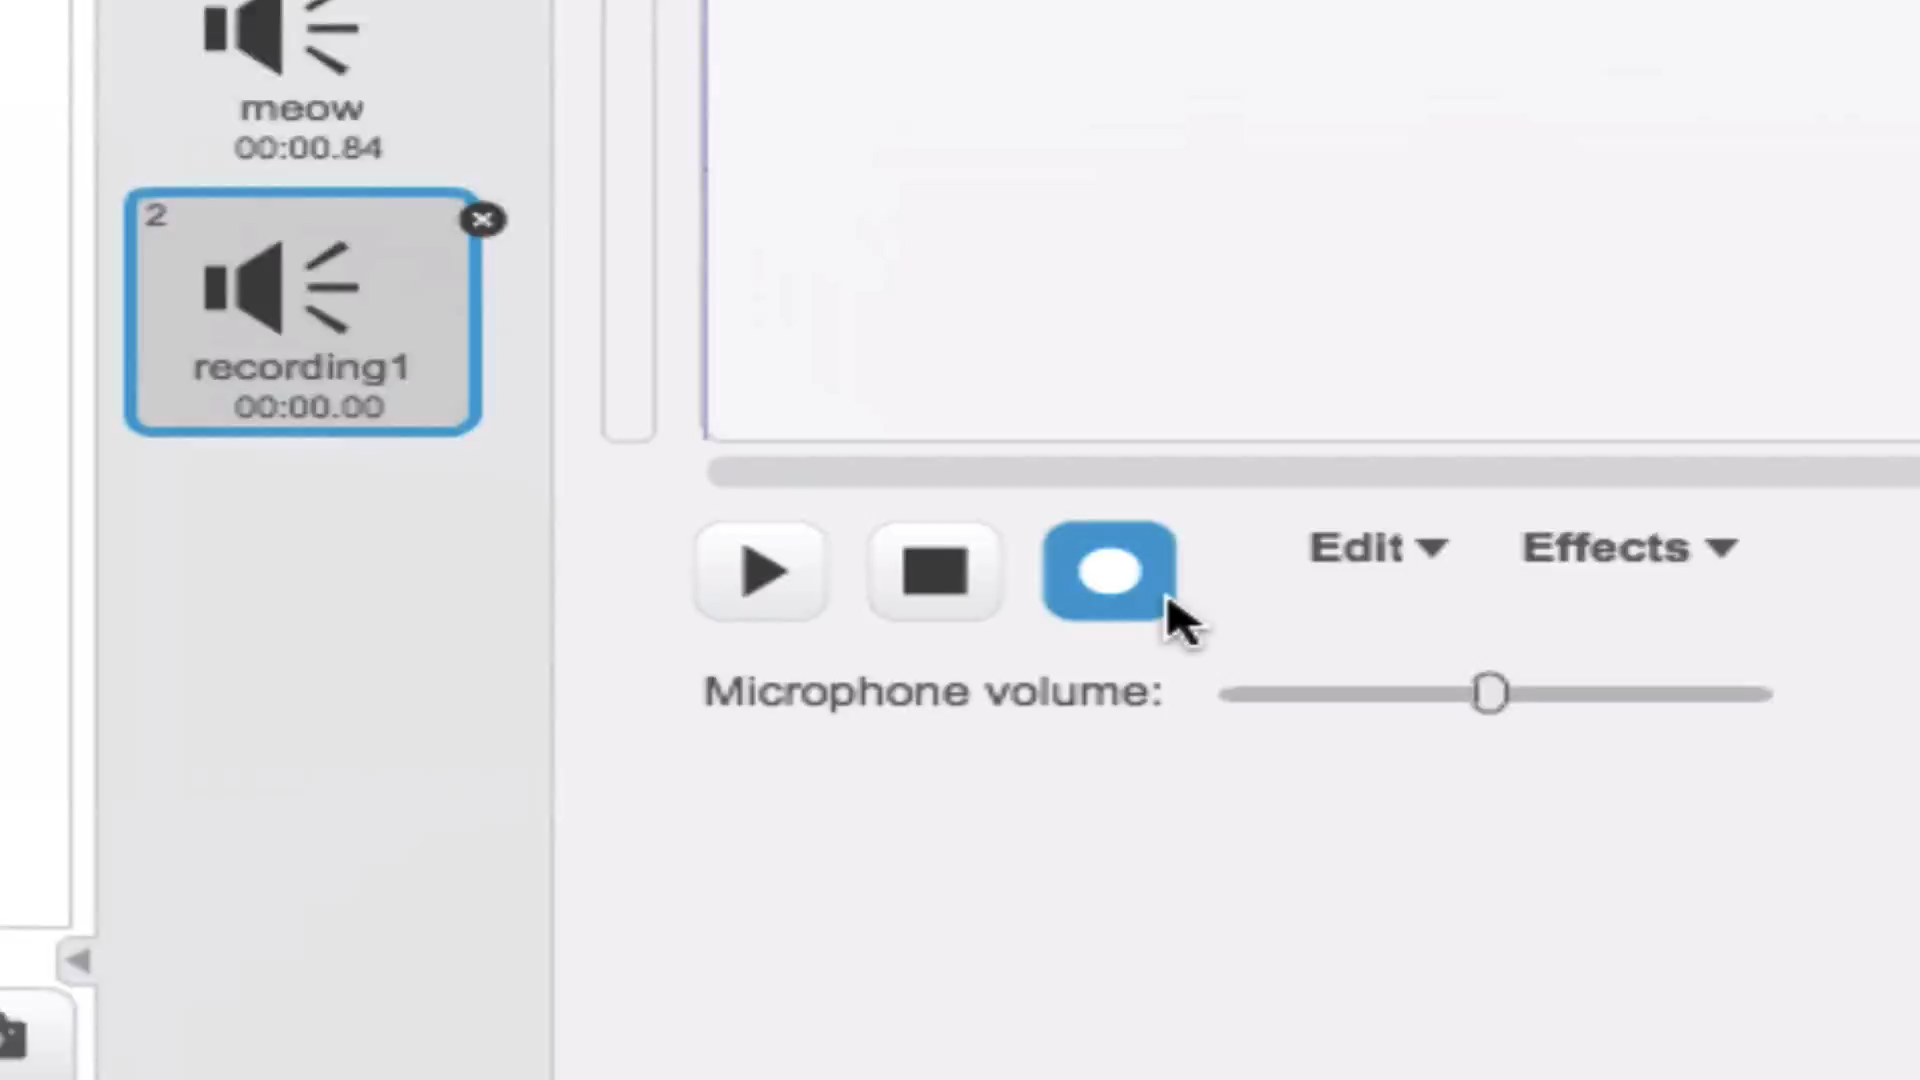 meow
00:00.84
2
recording1
00:00.00
Edit
Effects
Microphone volume: